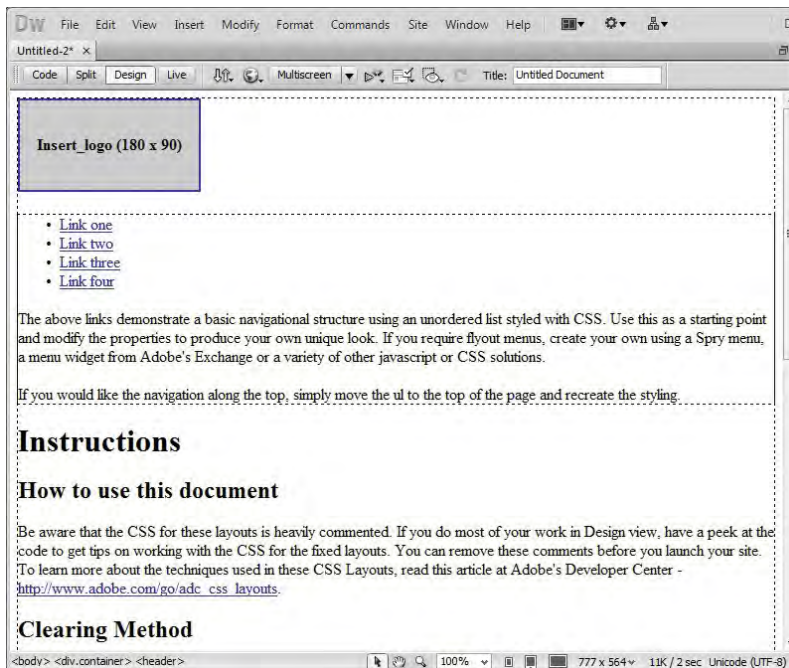 DW File Edit View Insert Modify Format Commands Site Window Help
Untitled-2* ×
Code Split Design Live Multiscreen Title: Untitled Document
Insert_logo (180 x 90)
• Link one
• Link two
• Link three
• Link four
The above links demonstrate a basic navigational structure using an unordered list styled with CSS. Use this as a starting point
and modify the properties to produce your own unique look. If you require flyout menus, create your own using a Spry menu,
a menu widget from Adobe's Exchange or a variety of other javascript or CSS solutions.
If you would like the navigation along the top, simply move the ul to the top of the page and recreate the styling.
Instructions
How to use this document
Be aware that the CSS for these layouts is heavily commented. If you do most of your work in Design view, have a peek at the
code to get tips on working with the CSS for the fixed layouts. You can remove these comments before you launch your site.
To learn more about the techniques used in these CSS Layouts, read this article at Adobe's Developer Center -
http://www.adobe.com/go/adc_css_layouts.
Clearing Method
<body> <div.container> <header> 100% 777 x 564 11K / 2 sec Unicode (UTF-8)